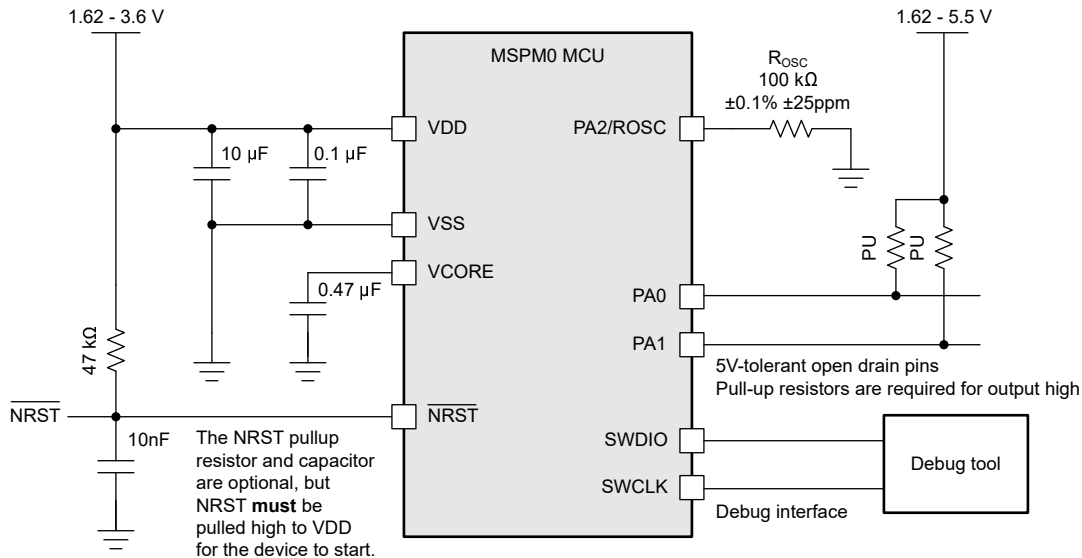 1.62 - 3.6 V
1.62 - 5.5 V
MSPM0 MCU
ROSC
100 kΩ
±0.1% ±25ppm
VDD
PA2/ROSC
10 µF
0.1 µF
VSS
VCORE
0.47 µF
PU
PU
PA0
PA1
47 kΩ
5V-tolerant open drain pins
Pull-up resistors are required for output high
NRST
NRST
10nF
The NRST pullup
resistor and capacitor
are optional, but
NRST must be
pulled high to VDD
for the device to start.
SWDIO
SWCLK
Debug tool
Debug interface